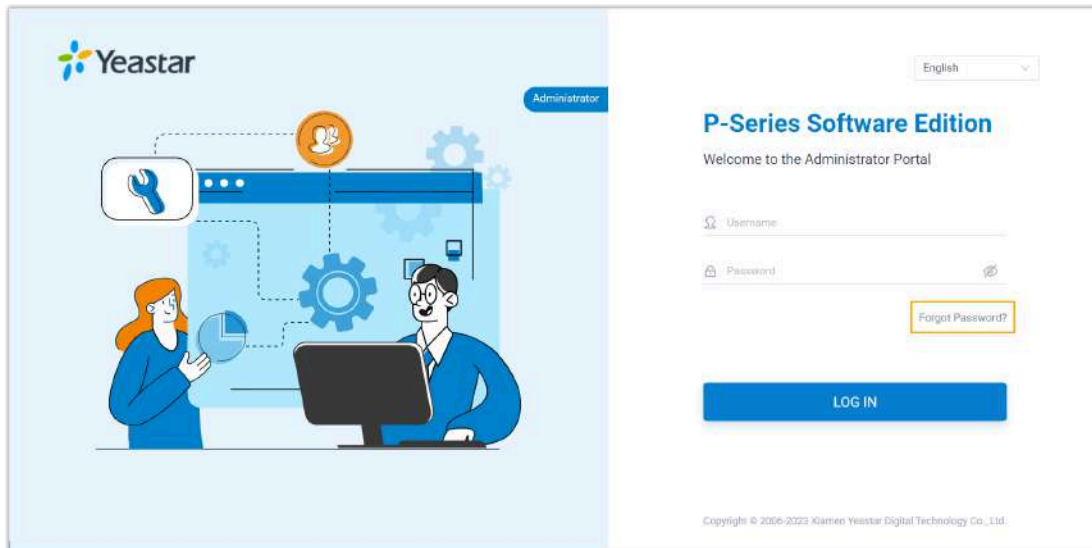 Yeastar
Administrator
English
P-Series Software Edition
Welcome to the Administrator Portal
Username
Password
Forgot Password?
LOG IN
Copyright © 2006-2023 Xiamen Yeastar Digital Technology Co., Ltd.